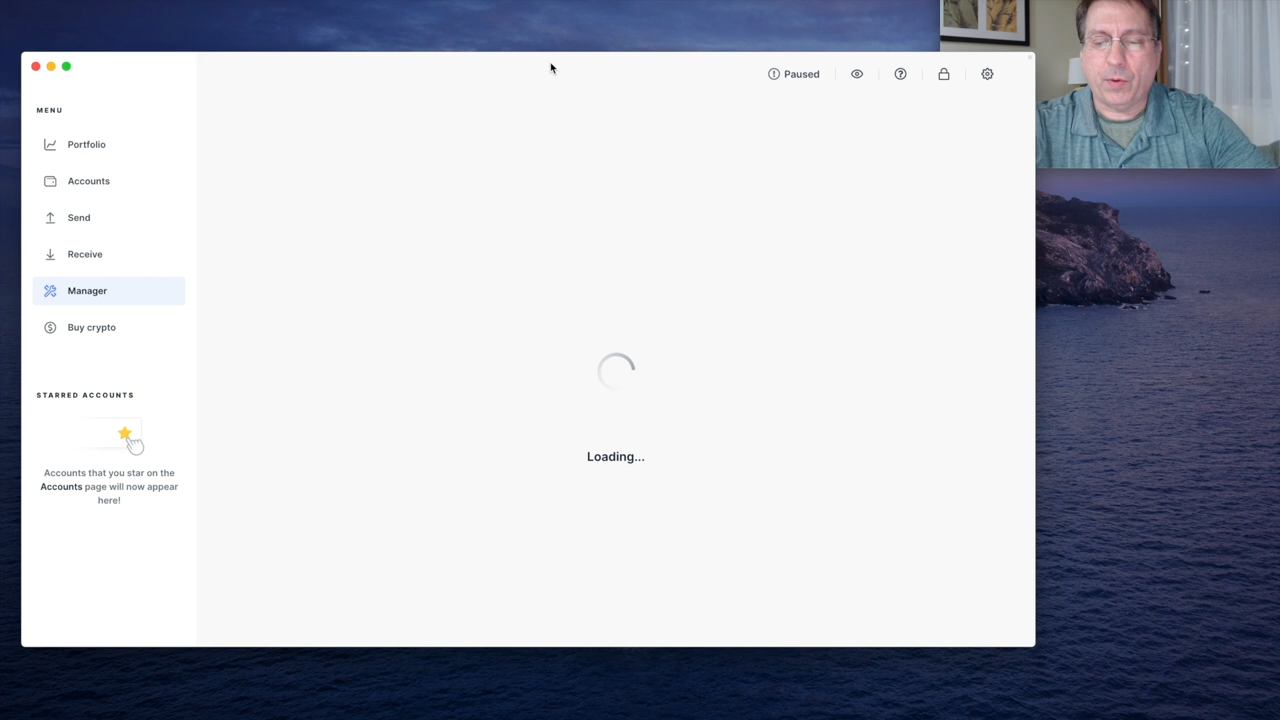 Paused
MENU
Portfolio
Accounts
Send
Receive
Manager
Buy crypto
STARRED ACCOUNTS
Accounts that you star on the
Accounts page will now appear
here!
Loading...